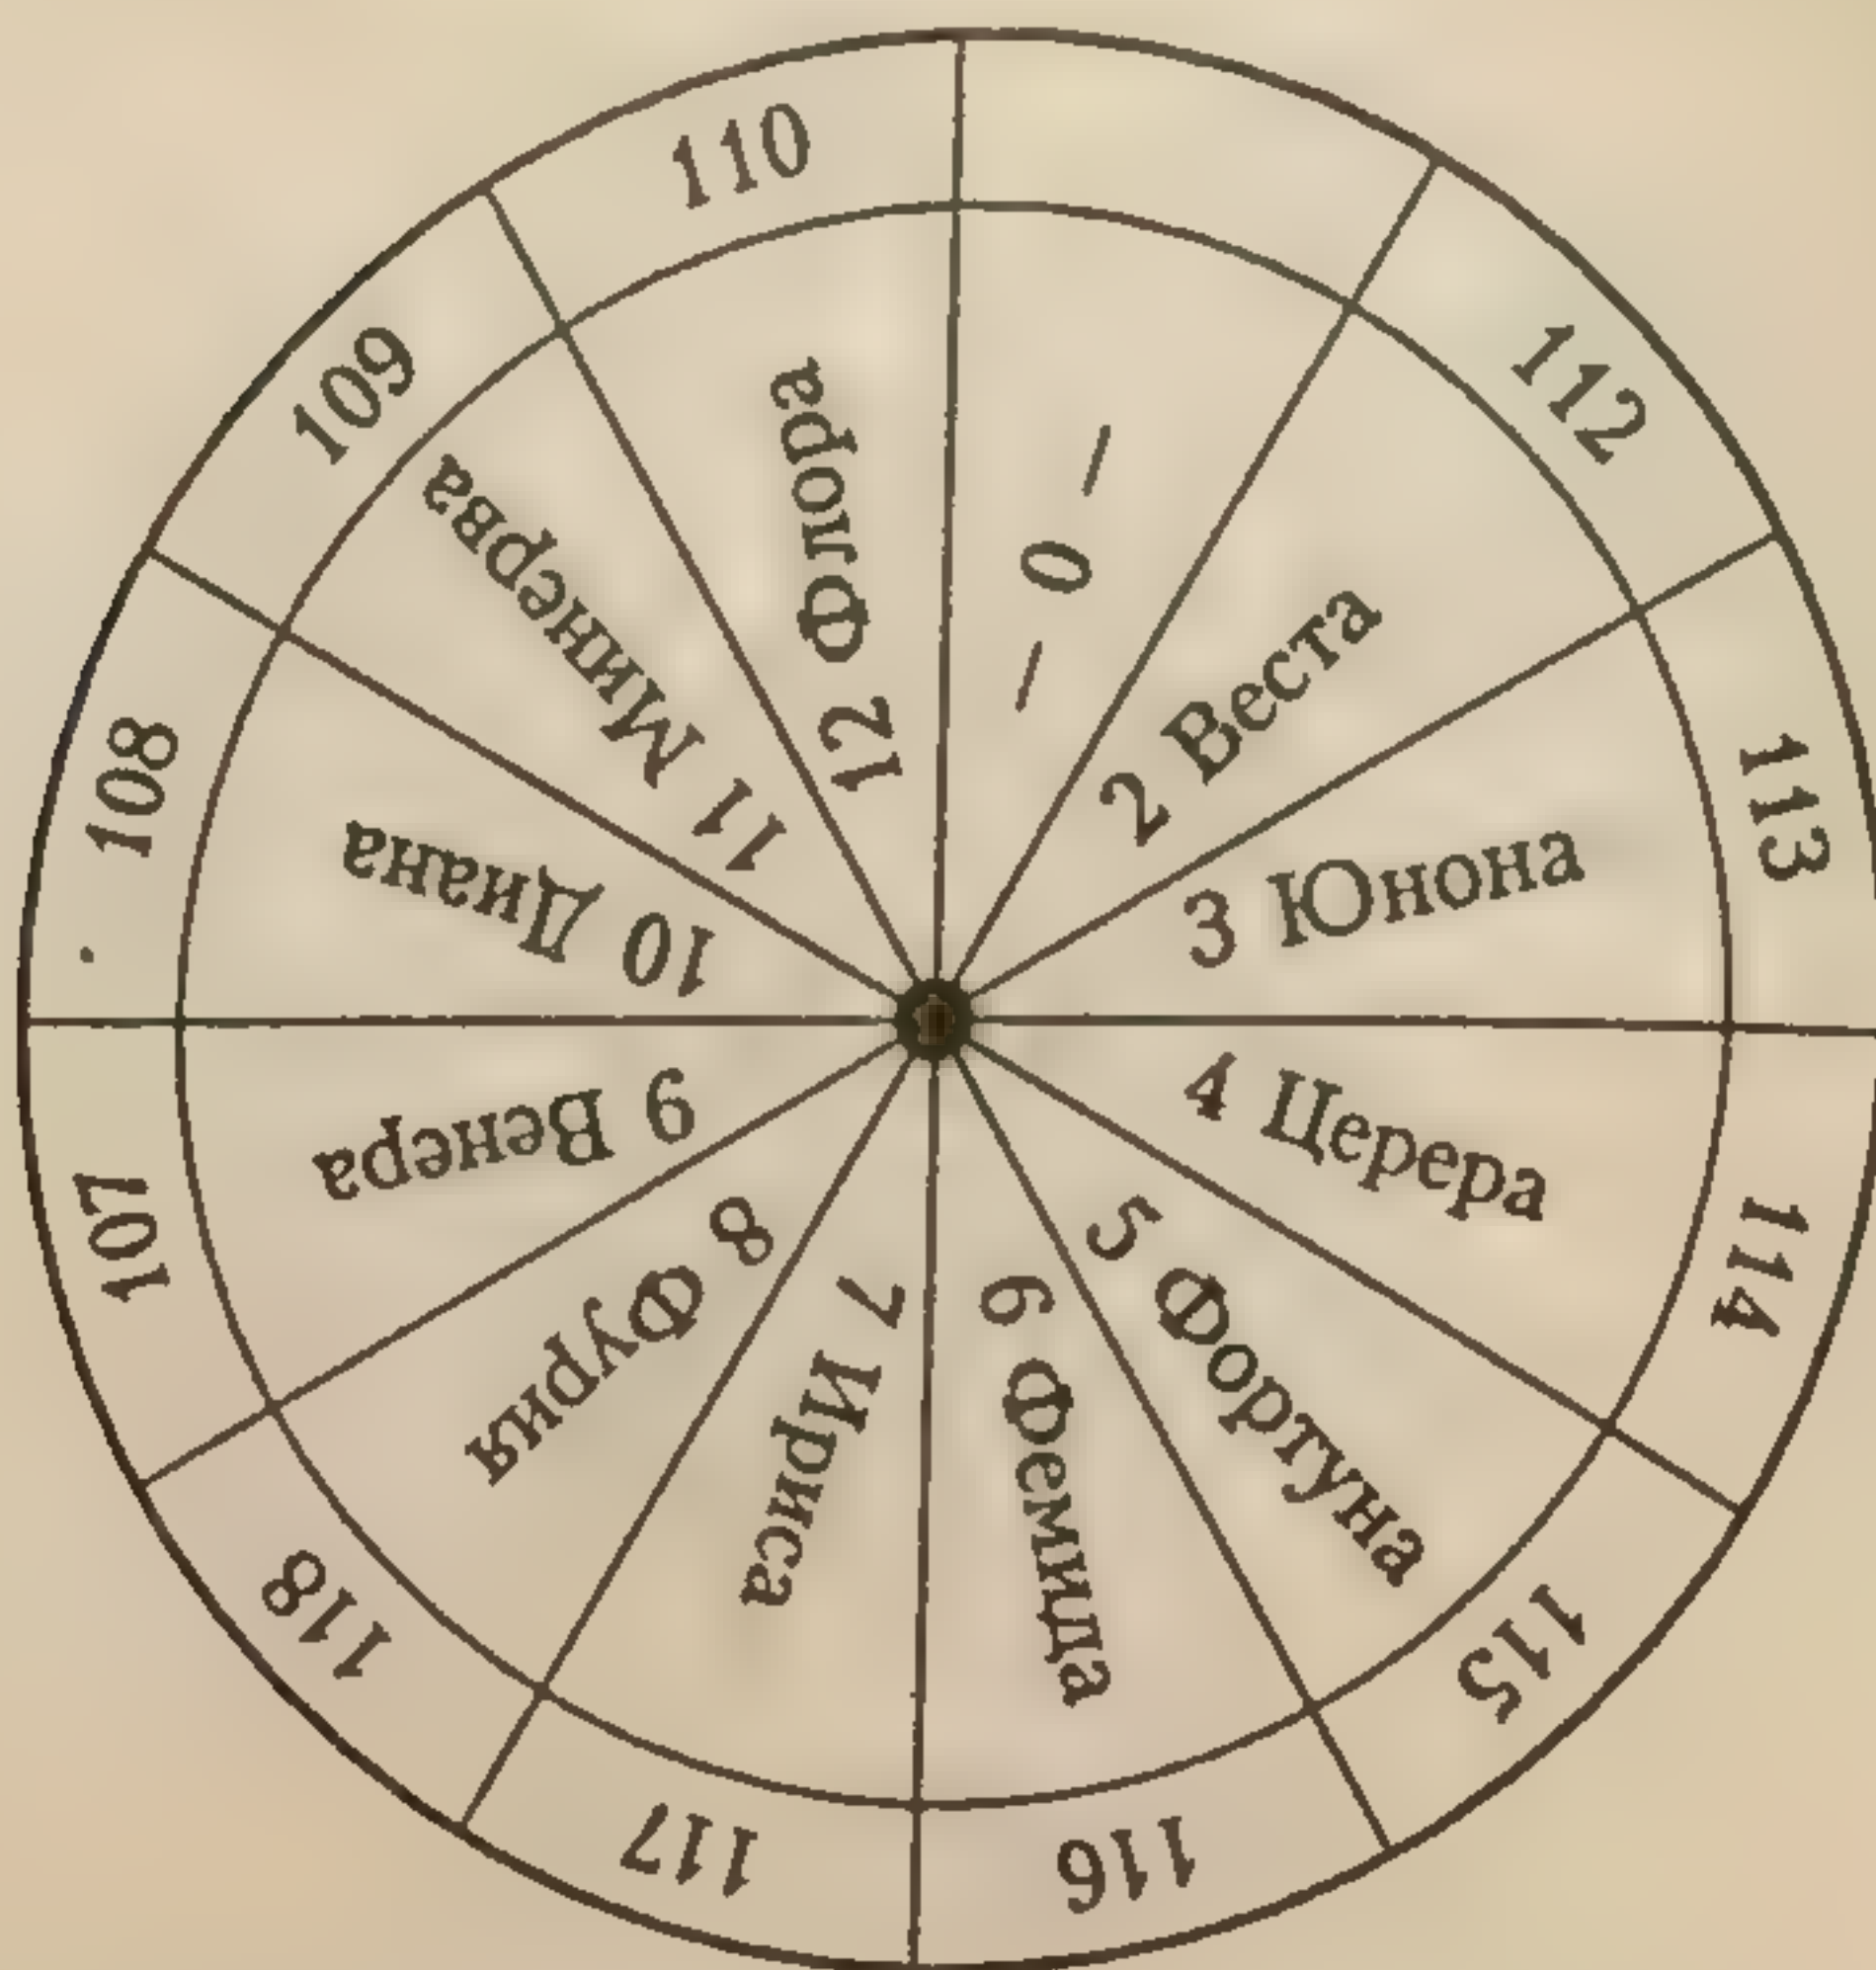 110
112
113
114
115
116
117
118
107
108
109
— 0 —
2 Веста
3 Юнона
4 Церера
5 Фортуна
6 Фемида
7 Ириса
8 Фурия
9 Венера
10 Диана
11 Минерва
12 Флора